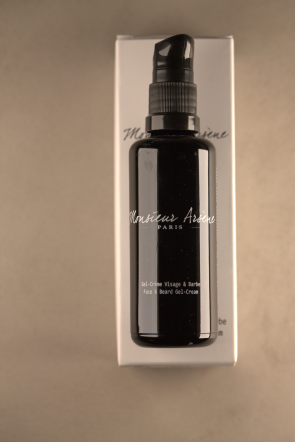 Monsieur Arsène
PARIS
Gel-Crème Visage & Barbe
Face & Beard Gel-Cream